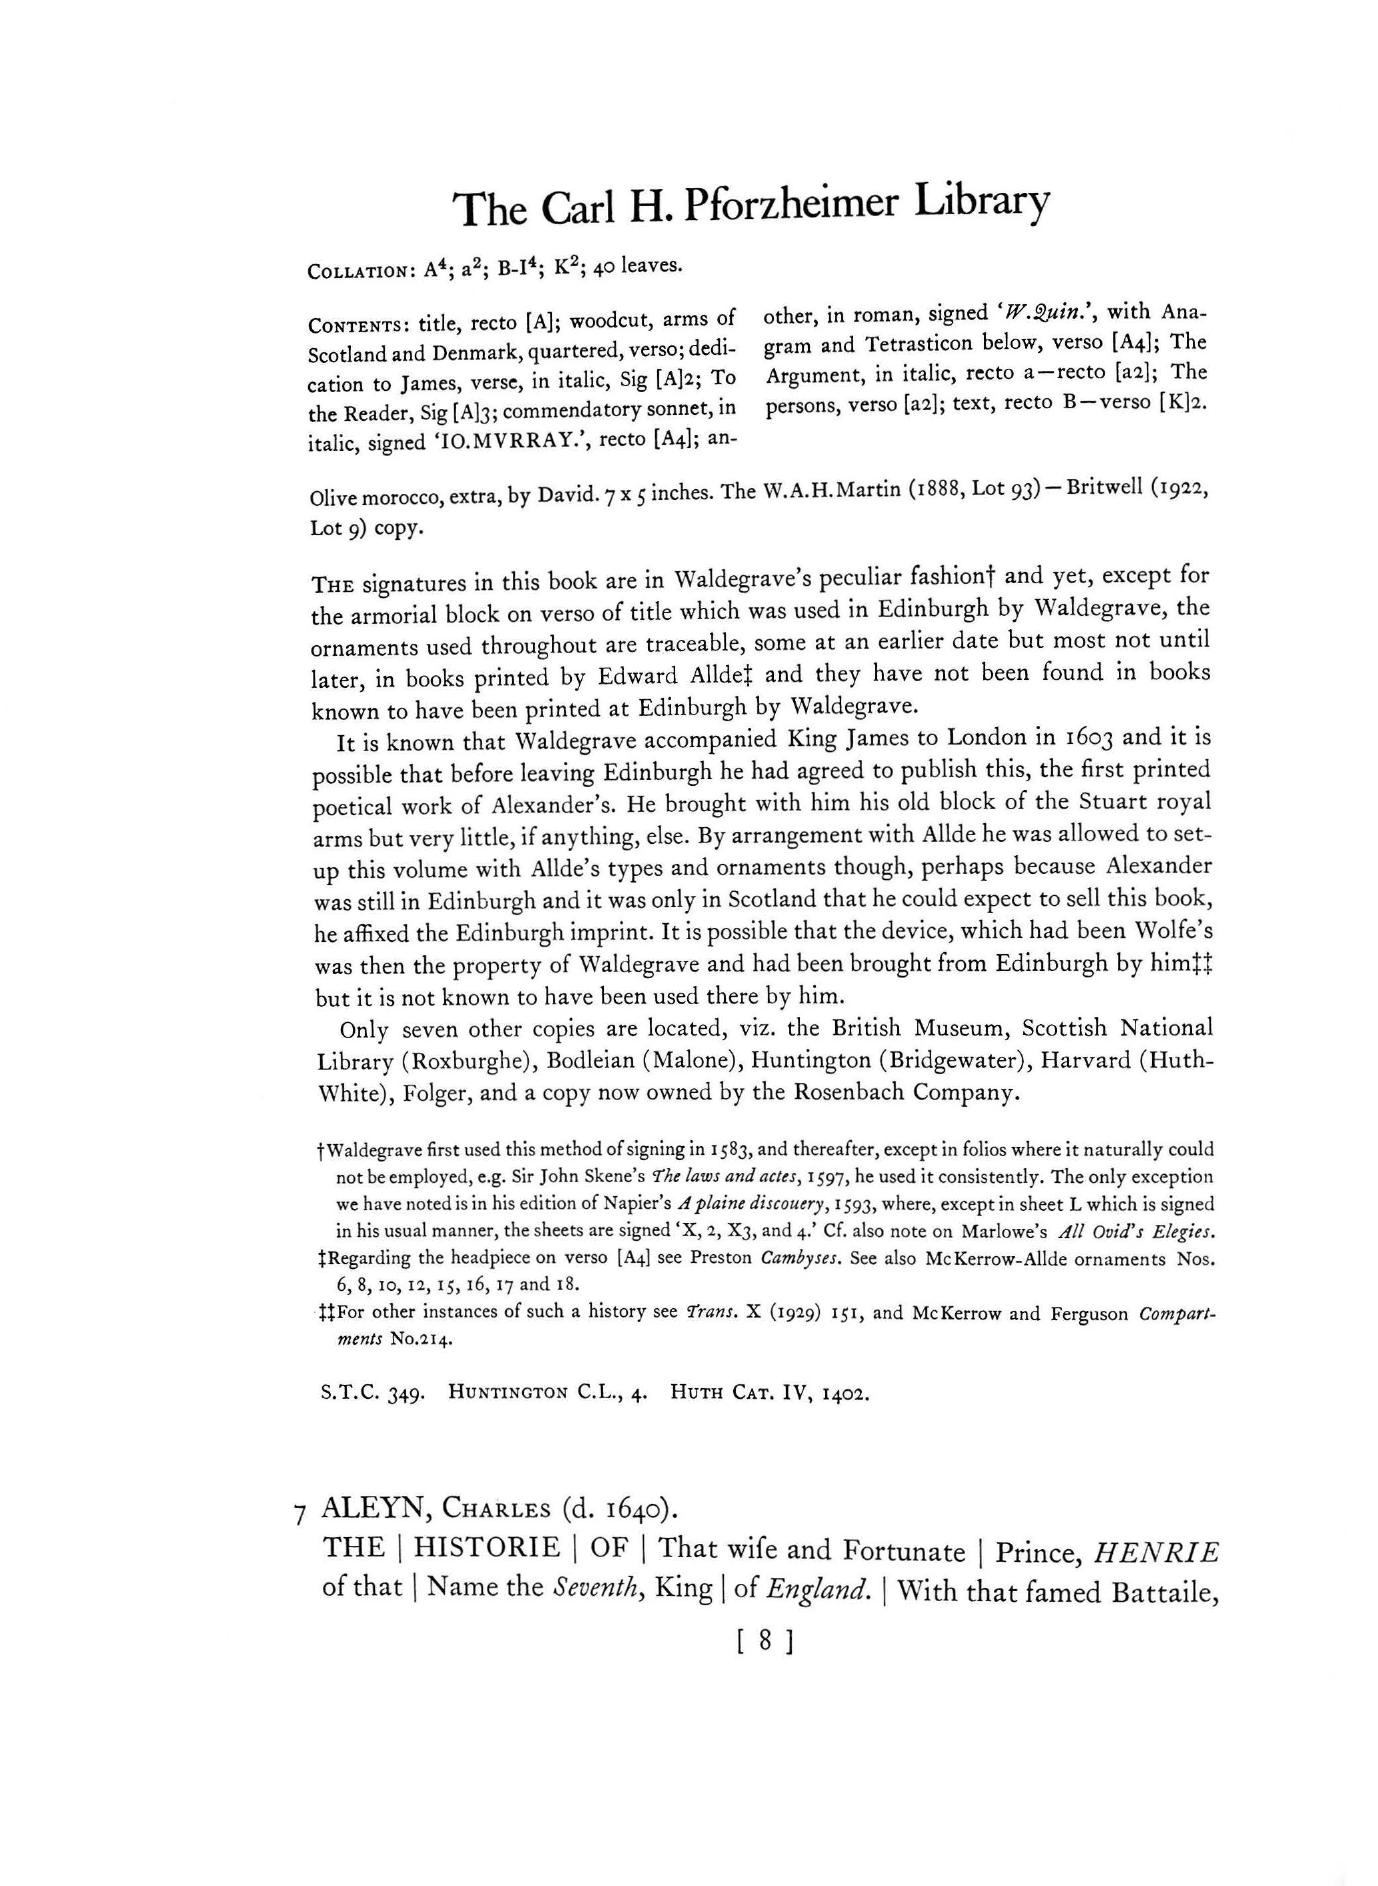 The Carl H. Pforzheimer Library
COLLATION: A⁴; a²; B-I⁴; K²; 40 leaves.
CONTENTS: title, recto [A]; woodcut, arms of
Scotland and Denmark, quartered, verso; dedi-
cation to James, verse, in italic, Sig [A]2; To
the Reader, Sig [A]3; commendatory sonnet, in
italic, signed ‘IO.MVRRAY.’, recto [A4]; an-
other, in roman, signed ‘W.Quin.’, with Ana-
gram and Tetrasticon below, verso [A4]; The
Argument, in italic, recto a—recto [a2]; The
persons, verso [a2]; text, recto B—verso [K]2.
Olive morocco, extra, by David. 7 x 5 inches. The W.A.H.Martin (1888, Lot 93)—Britwell (1922,
Lot 9) copy.
THE signatures in this book are in Waldegrave’s peculiar fashion† and yet, except for
the armorial block on verso of title which was used in Edinburgh by Waldegrave, the
ornaments used throughout are traceable, some at an earlier date but most not until
later, in books printed by Edward Allde‡ and they have not been found in books
known to have been printed at Edinburgh by Waldegrave.
It is known that Waldegrave accompanied King James to London in 1603 and it is
possible that before leaving Edinburgh he had agreed to publish this, the first printed
poetical work of Alexander’s. He brought with him his old block of the Stuart royal
arms but very little, if anything, else. By arrangement with Allde he was allowed to set-
up this volume with Allde’s types and ornaments though, perhaps because Alexander
was still in Edinburgh and it was only in Scotland that he could expect to sell this book,
he affixed the Edinburgh imprint. It is possible that the device, which had been Wolfe’s
was then the property of Waldegrave and had been brought from Edinburgh by him‡‡
but it is not known to have been used there by him.
Only seven other copies are located, viz. the British Museum, Scottish National
Library (Roxburghe), Bodleian (Malone), Huntington (Bridgewater), Harvard (Huth-
White), Folger, and a copy now owned by the Rosenbach Company.
†Waldegrave first used this method of signing in 1583, and thereafter, except in folios where it naturally could
not be employed, e.g. Sir John Skene’s The laws and actes, 1597, he used it consistently. The only exception
we have noted is in his edition of Napier’s A plaine discouery, 1593, where, except in sheet L which is signed
in his usual manner, the sheets are signed ‘X, 2, X3, and 4.’ Cf. also note on Marlowe’s All Ovid’s Elegies.
‡Regarding the headpiece on verso [A4] see Preston Cambyses. See also McKerrow-Allde ornaments Nos.
6, 8, 10, 12, 15, 16, 17 and 18.
‡‡For other instances of such a history see Trans. X (1929) 151, and McKerrow and Ferguson Compart-
ments No.214.
S.T.C. 349. HUNTINGTON C.L., 4. HUTH CAT. IV, 1402.
7 ALEYN, CHARLES (d. 1640).
THE | HISTORIE | OF | That wife and Fortunate | Prince, HENRIE
of that | Name the Seventh, King | of England. | With that famed Battaile,
[ 8 ]